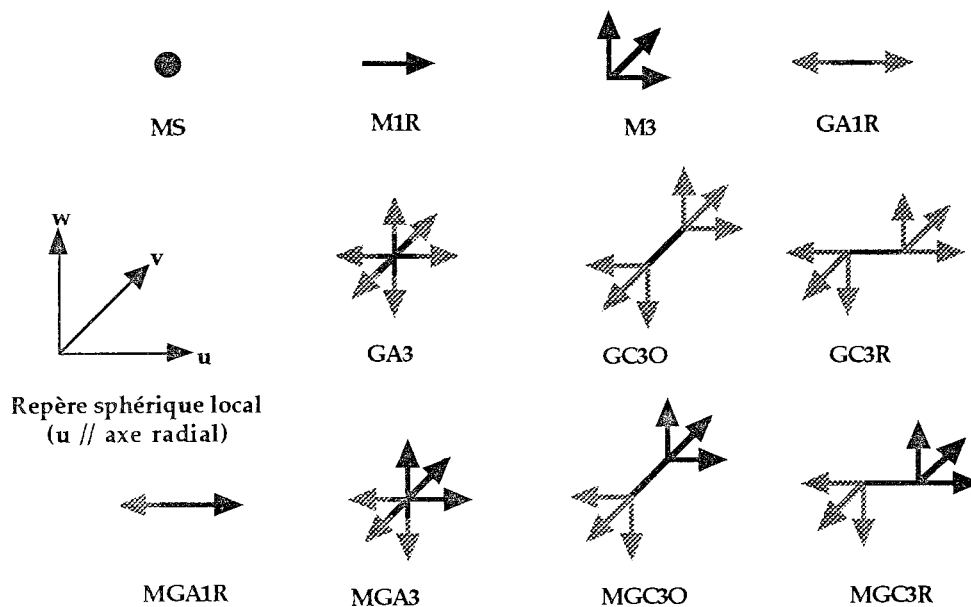 MS
M1R
M3
GA1R
w
v
u
GA3
GC3O
GC3R
Repère sphérique local
(u // axe radial)
MGA1R
MGA3
MGC3O
MGC3R